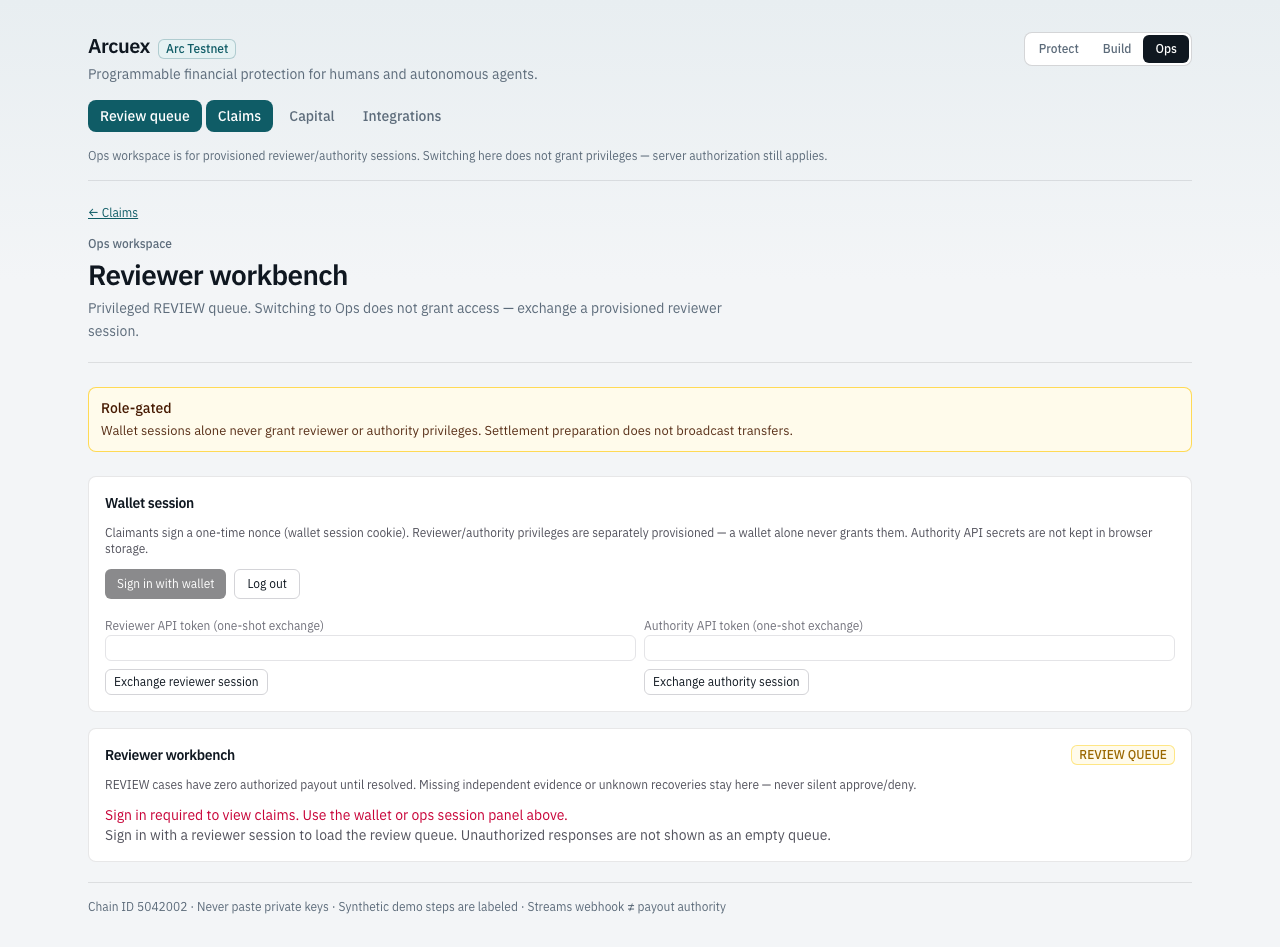 Arcuex Arc Testnet
Protect Build Ops
Programmable financial protection for humans and autonomous agents.
Review queue Claims Capital Integrations
Ops workspace is for provisioned reviewer/authority sessions. Switching here does not grant privileges — server authorization still applies.
← Claims
Ops workspace
Reviewer workbench
Privileged REVIEW queue. Switching to Ops does not grant access — exchange a provisioned reviewer
session.
Role-gated
Wallet sessions alone never grant reviewer or authority privileges. Settlement preparation does not broadcast transfers.
Wallet session
Claimants sign a one-time nonce (wallet session cookie). Reviewer/authority privileges are separately provisioned — a wallet alone never grants them. Authority API secrets are not kept in browser
storage.
Sign in with wallet Log out
Reviewer API token (one-shot exchange) Authority API token (one-shot exchange)
Exchange reviewer session Exchange authority session
Reviewer workbench REVIEW QUEUE
REVIEW cases have zero authorized payout until resolved. Missing independent evidence or unknown recoveries stay here — never silent approve/deny.
Sign in required to view claims. Use the wallet or ops session panel above.
Sign in with a reviewer session to load the review queue. Unauthorized responses are not shown as an empty queue.
Chain ID 5042002 · Never paste private keys · Synthetic demo steps are labeled · Streams webhook ≠ payout authority